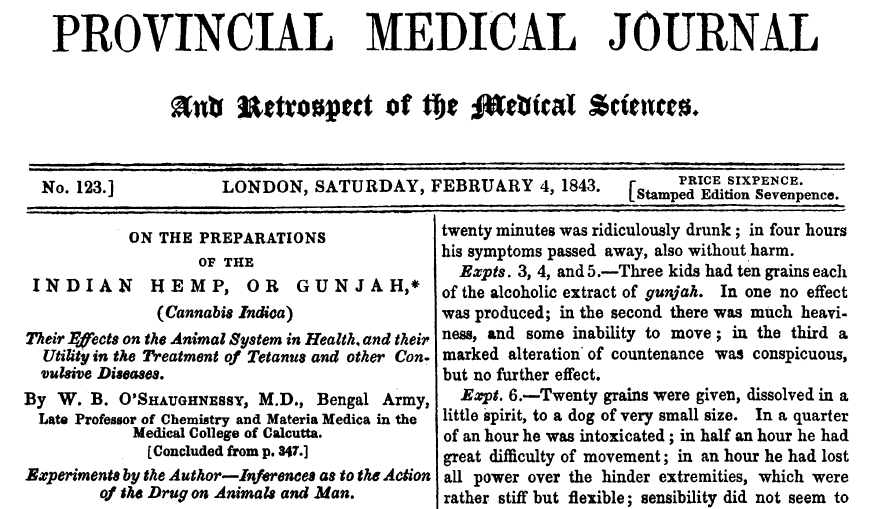 PROVINCIAL MEDICAL JOURNAL
And Retrospect of the Medical Sciences.
No. 123.]
LONDON, SATURDAY, FEBRUARY 4, 1843.
PRICE SIXPENCE.
[Stamped Edition Sevenpence.
ON THE PREPARATIONS
OF THE
INDIAN HEMP, OR GUNJAH,*
(Cannabis Indica)
Their Effects on the Animal System in Health, and their
Utility in the Treatment of Tetanus and other Con-
vulsive Diseases.
By W. B. O'SHAUGHNESSY, M.D., Bengal Army,
Late Professor of Chemistry and Materia Medica in the
Medical College of Calcutta.
[Concluded from p. 347.]
Experiments by the Author—Inferences as to the Action
of the Drug on Animals and Man.
twenty minutes was ridiculously drunk; in four hours
his symptoms passed away, also without harm.
Expts. 3, 4, and 5.—Three kids had ten grains each
of the alcoholic extract of gunjah. In one no effect
was produced; in the second there was much heavi-
ness, and some inability to move; in the third a
marked alteration of countenance was conspicuous,
but no further effect.
Expt. 6.—Twenty grains were given, dissolved in a
little spirit, to a dog of very small size. In a quarter
of an hour he was intoxicated; in half an hour he had
great difficulty of movement; in an hour he had lost
all power over the hinder extremities, which were
rather stiff but flexible; sensibility did not seem to